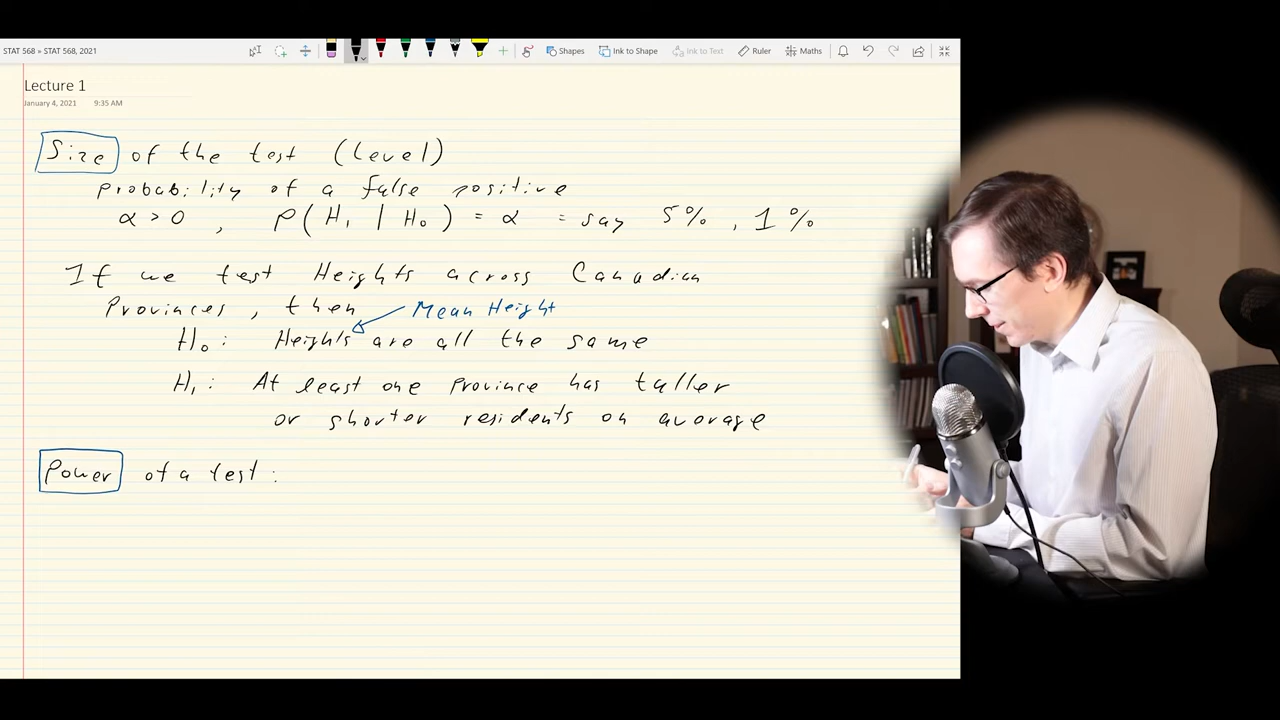 STAT 568 » STAT 568, 2021
Shapes Ink to Shape Ink to Text Ruler Maths
Lecture 1
January 4, 2021 9:35 AM
Size of the test (Level)
probability of a false positive
α > 0 , P( H₁ | H₀ ) = α = say 5% , 1%
If we test Heights across Canadian
Provinces , then
Mean Height
H₀: Heights are all the same
H₁: At least one province has taller
or shorter residents on average
Power of a test :